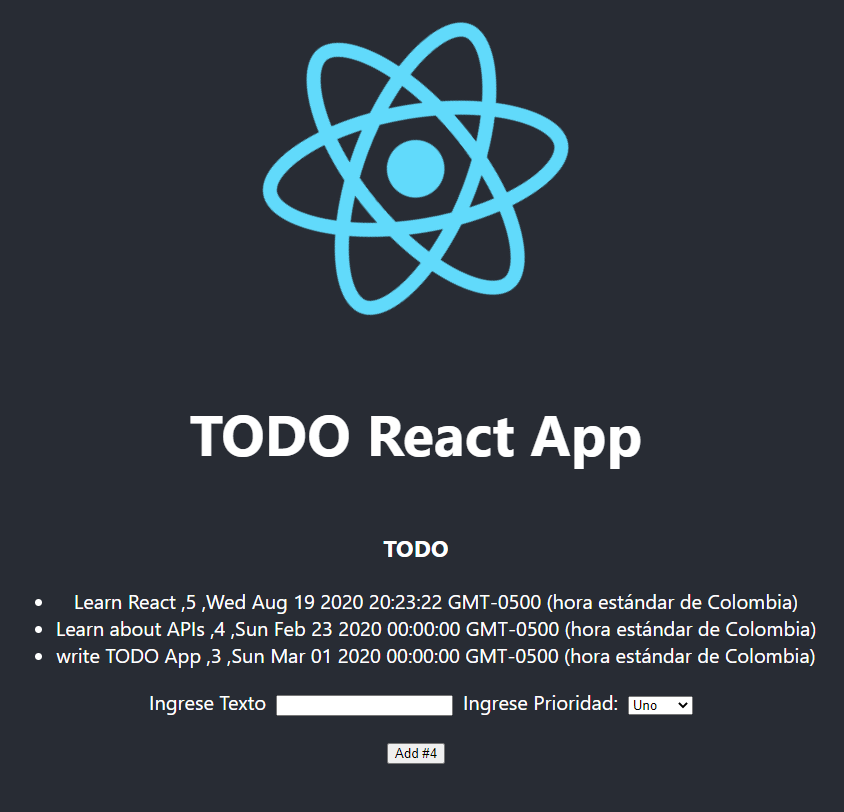 TODO React App
TODO
Learn React ,5 ,Wed Aug 19 2020 20:23:22 GMT-0500 (hora estándar de Colombia)
Learn about APIs ,4 ,Sun Feb 23 2020 00:00:00 GMT-0500 (hora estándar de Colombia)
write TODO App ,3 ,Sun Mar 01 2020 00:00:00 GMT-0500 (hora estándar de Colombia)
Ingrese Texto Ingrese Prioridad: Uno
Add #4